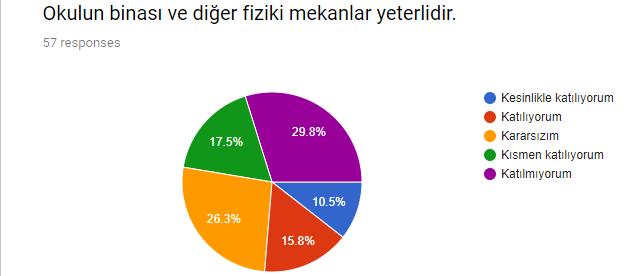 Okulun binası ve diğer fiziki mekanlar yeterlidir.
57 responses
Kesinlikle katılıyorum
Katılıyorum
Kararsızım
Kısmen katılıyorum
Katılmıyorum
29.8%
17.5%
10.5%
26.3%
15.8%